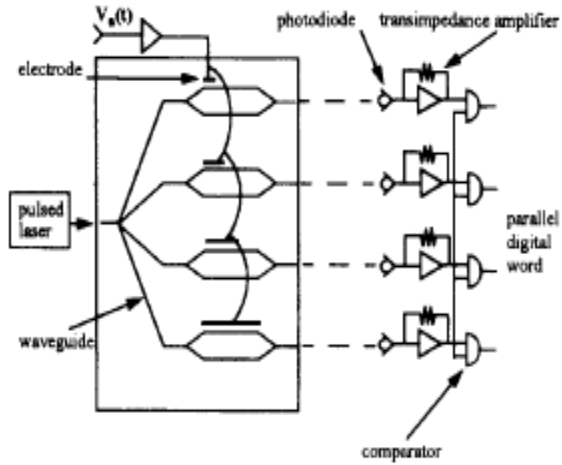 Vₐ(t)
photodiode
transimpedance amplifier
electrode
pulsed
laser
parallel
digital
word
waveguide
comparator